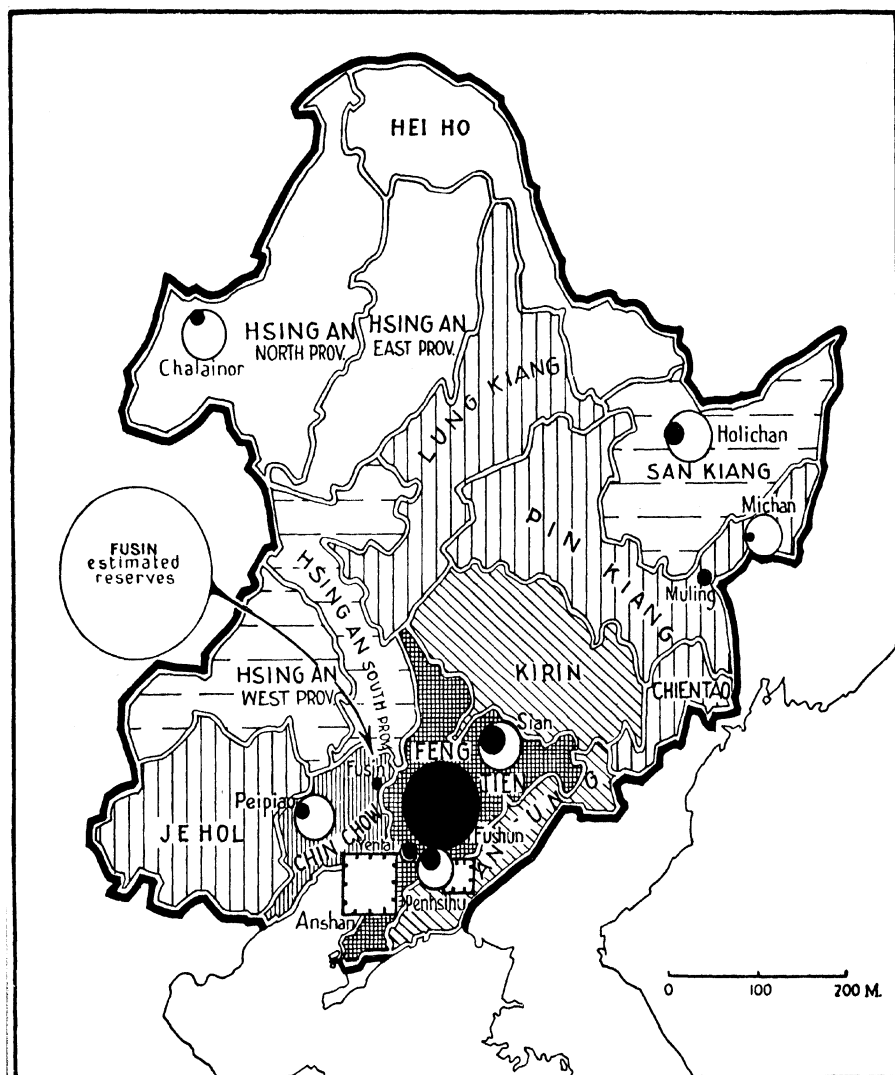 HEI HO
HSING AN
NORTH PROV.
HSING AN
EAST PROV.
Chalainor
LUNG KIANG
Holichan
SAN KIANG
Michan
PIN KIANG
Muling
FUSIN
estimated
reserves
HSING AN SOUTH PROV.
HSING AN
WEST PROV.
KIRIN
CHIENTAO
Sian
FENG
TIEN
Fusin
Peipiao
JEHOL
CHIN CHOW
Yentai
Fushun
AN TUNG
Penhsihu
Anshan
0 100 200 M.